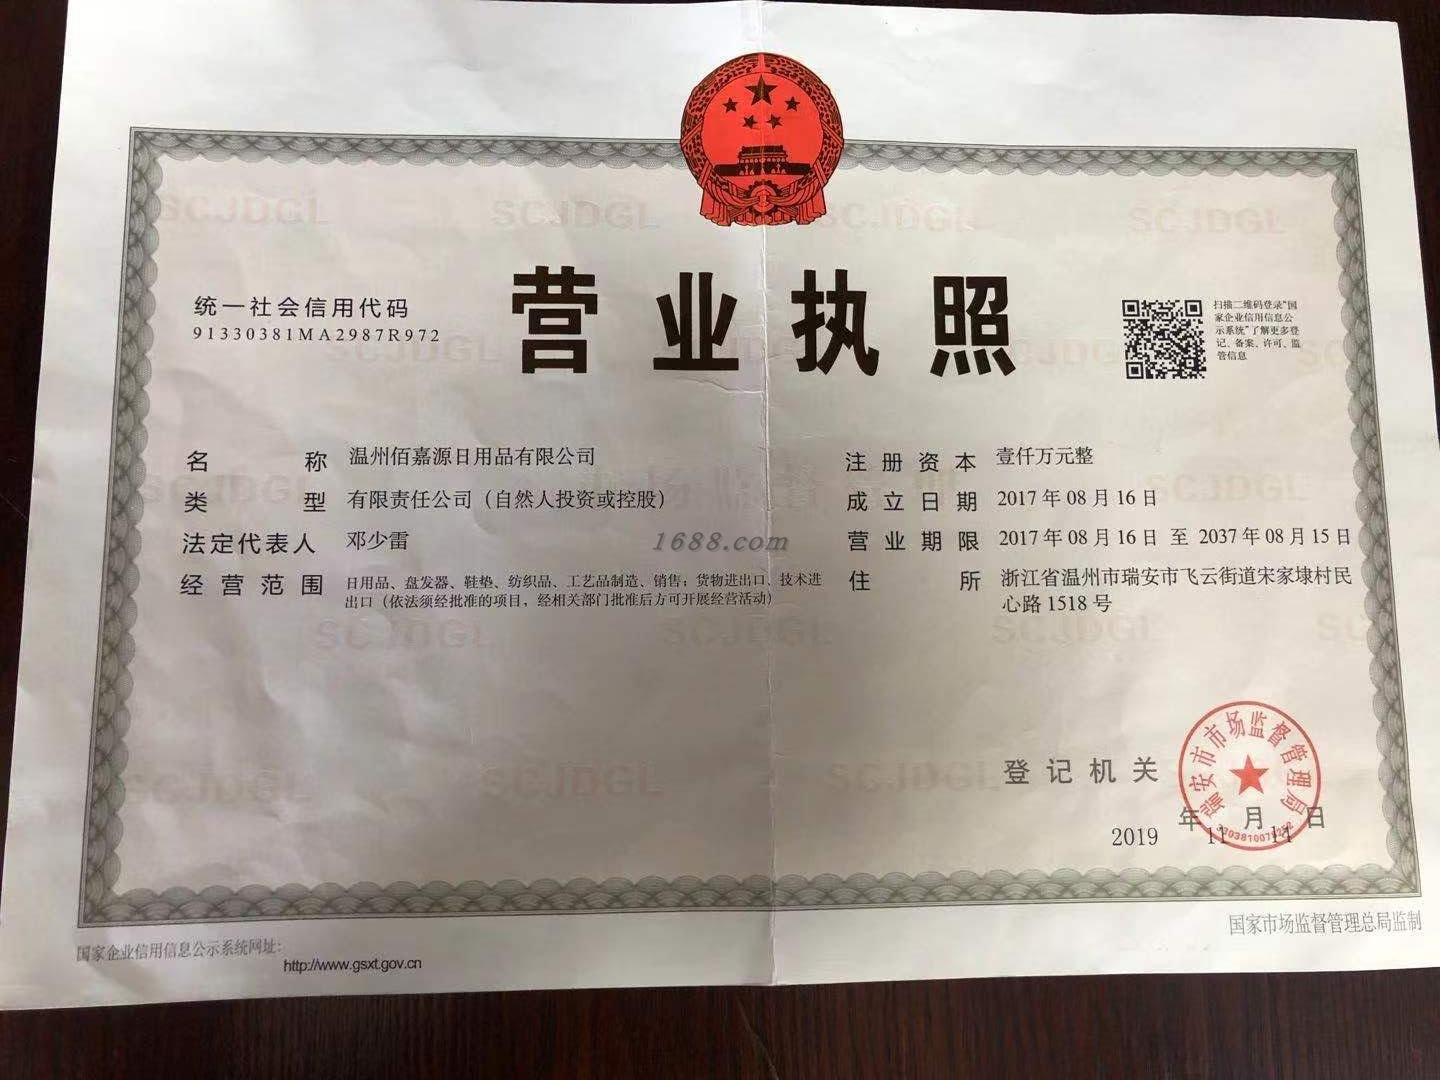 营业执照
统一社会信用代码
91330381MA2987R972
扫描二维码登录"国
家企业信用信息公
示系统"了解更多登
记、备案、许可、监
管信息
名称 温州佰嘉源日用品有限公司
类型 有限责任公司（自然人投资或控股）
法定代表人 邓少雷
经营范围 日用品、盘发器、鞋垫、纺织品、工艺品制造、销售；货物进出口、技术进
出口（依法须经批准的项目，经相关部门批准后方可开展经营活动）
注册资本 壹仟万元整
成立日期 2017年08月16日
营业期限 2017年08月16日 至 2037年08月15日
住所 浙江省温州市瑞安市飞云街道宋家埭村民
心路1518号
1688.com
登记机关
瑞安市市场监督管理局
2019年11月14日
国家企业信用信息公示系统网址：
http://www.gsxt.gov.cn
国家市场监督管理总局监制
SCJDGL SCJDGL SCJDGL SCJDGL